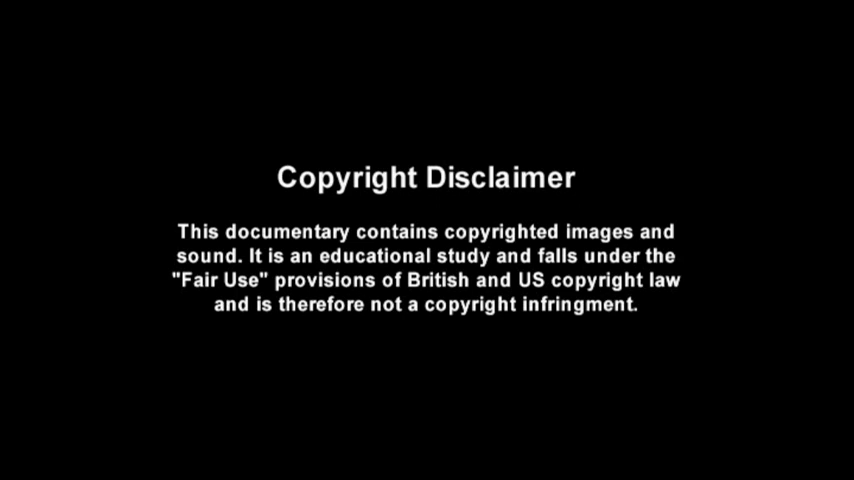 Copyright Disclaimer
This documentary contains copyrighted images and
sound. It is an educational study and falls under the
"Fair Use" provisions of British and US copyright law
and is therefore not a copyright infringment.